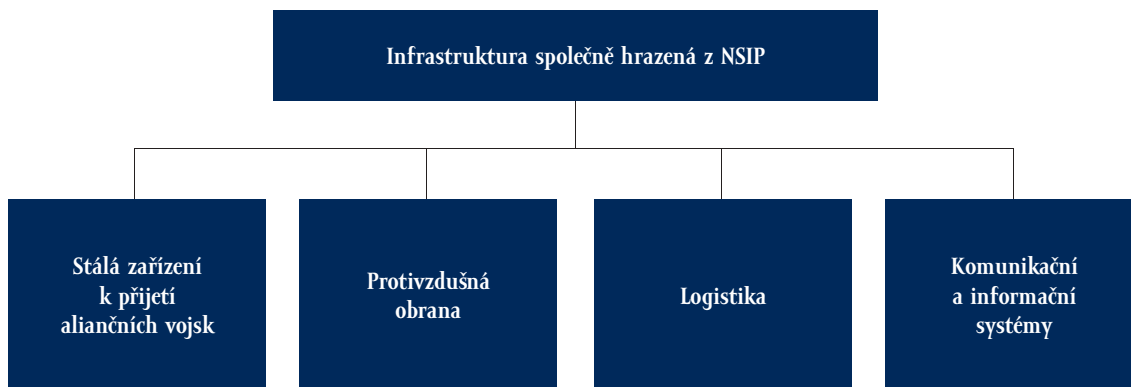 Infrastruktura společně hrazená z NSIP
Stálá zařízení
k přijetí
aliančních vojsk
Protivzdušná
obrana
Logistika
Komunikační
a informační
systémy